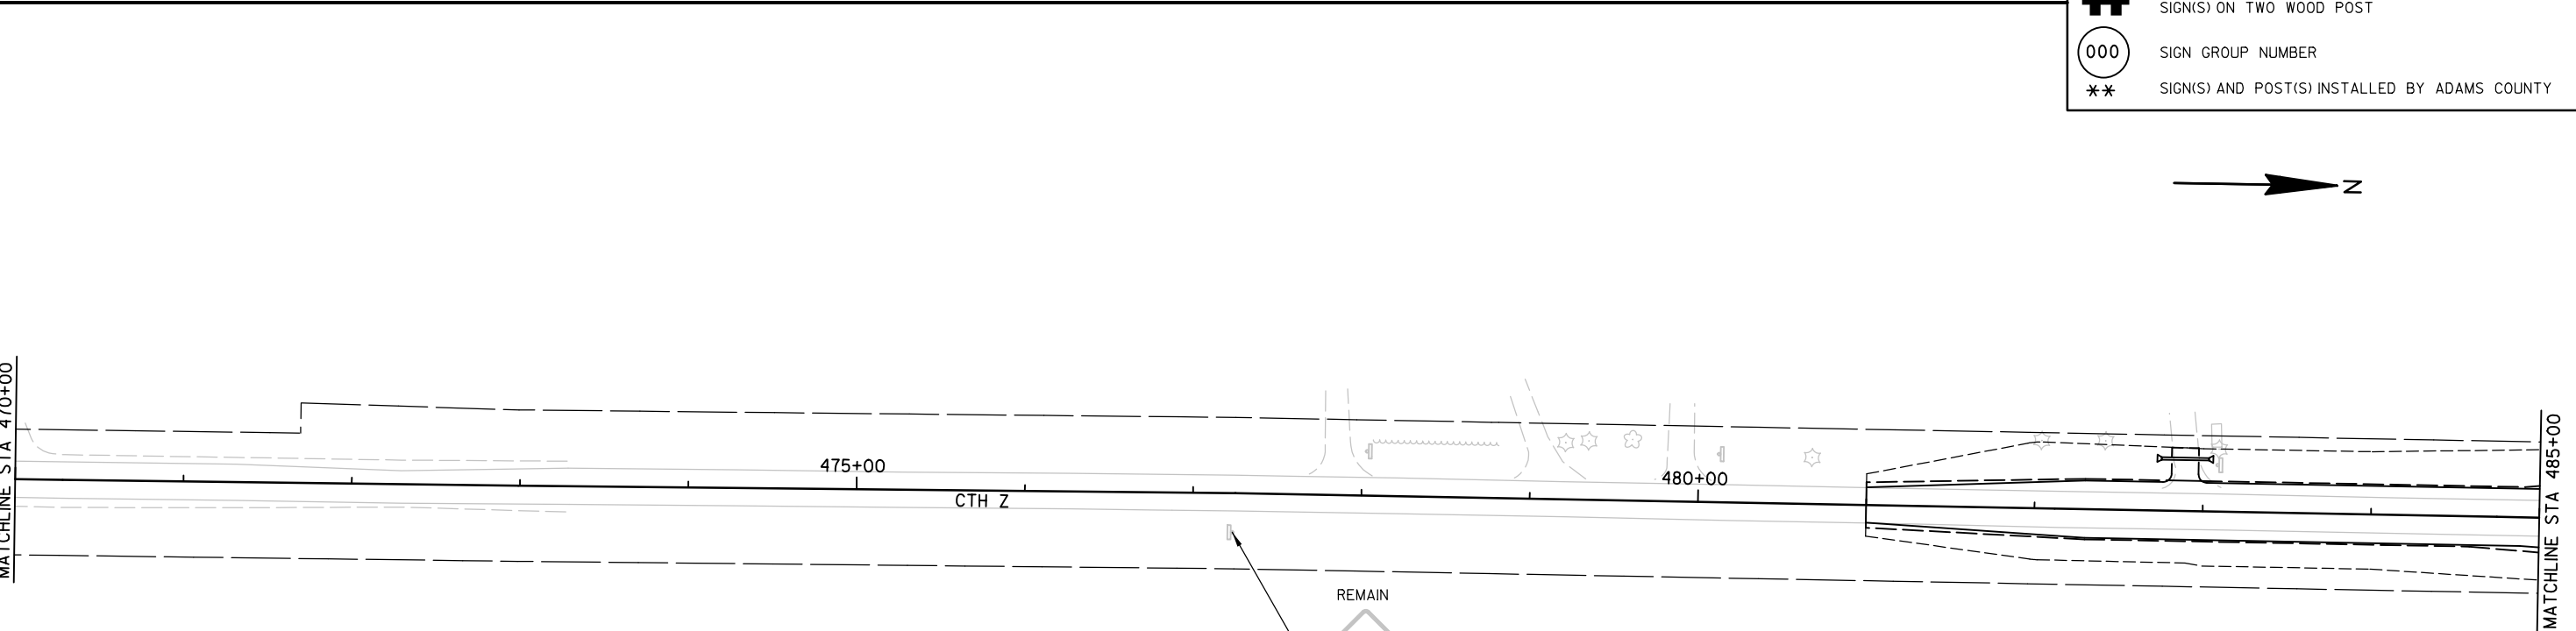 SIGN(S) ON TWO WOOD POST
000 SIGN GROUP NUMBER
** SIGN(S) AND POST(S) INSTALLED BY ADAMS COUNTY
N
MATCHLINE STA 470+00
475+00
CTH Z
480+00
MATCHLINE STA 485+00
REMAIN